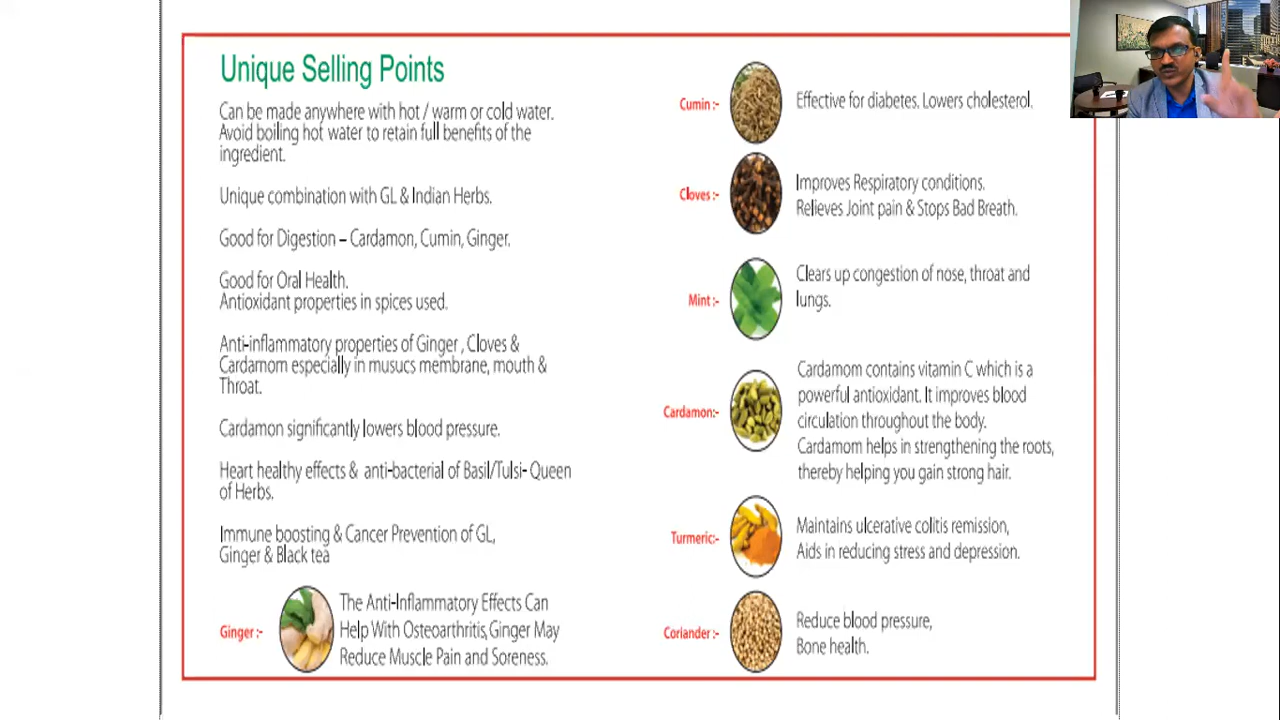 Unique Selling Points
Can be made anywhere with hot / warm or cold water.
Avoid boiling hot water to retain full benefits of the
ingredient.
Unique combination with GL & Indian Herbs.
Good for Digestion – Cardamom, Cumin, Ginger.
Good for Oral Health.
Antioxidant properties in spices used.
Anti-inflammatory properties of Ginger , Cloves &
Cardamom especially in musucs membrane, mouth &
Throat.
Cardamon significantly lowers blood pressure.
Heart healthy effects & anti-bacterial of Basil/Tulsi- Queen
of Herbs.
Immune boosting & Cancer Prevention of GL,
Ginger & Black tea
Ginger :-
The Anti-Inflammatory Effects Can
Help With Osteoarthritis, Ginger May
Reduce Muscle Pain and Soreness.
Cumin :-
Effective for diabetes. Lowers cholesterol.
Cloves :-
Improves Respiratory conditions.
Relieves Joint pain & Stops Bad Breath.
Mint :-
Clears up congestion of nose, throat and
lungs.
Cardamon:-
Cardamom contains vitamin C which is a
powerful antioxidant. It improves blood
circulation throughout the body.
Cardamom helps in strengthening the roots,
thereby helping you gain strong hair.
Turmeric:-
Maintains ulcerative colitis remission,
Aids in reducing stress and depression.
Coriander :-
Reduce blood pressure,
Bone health.